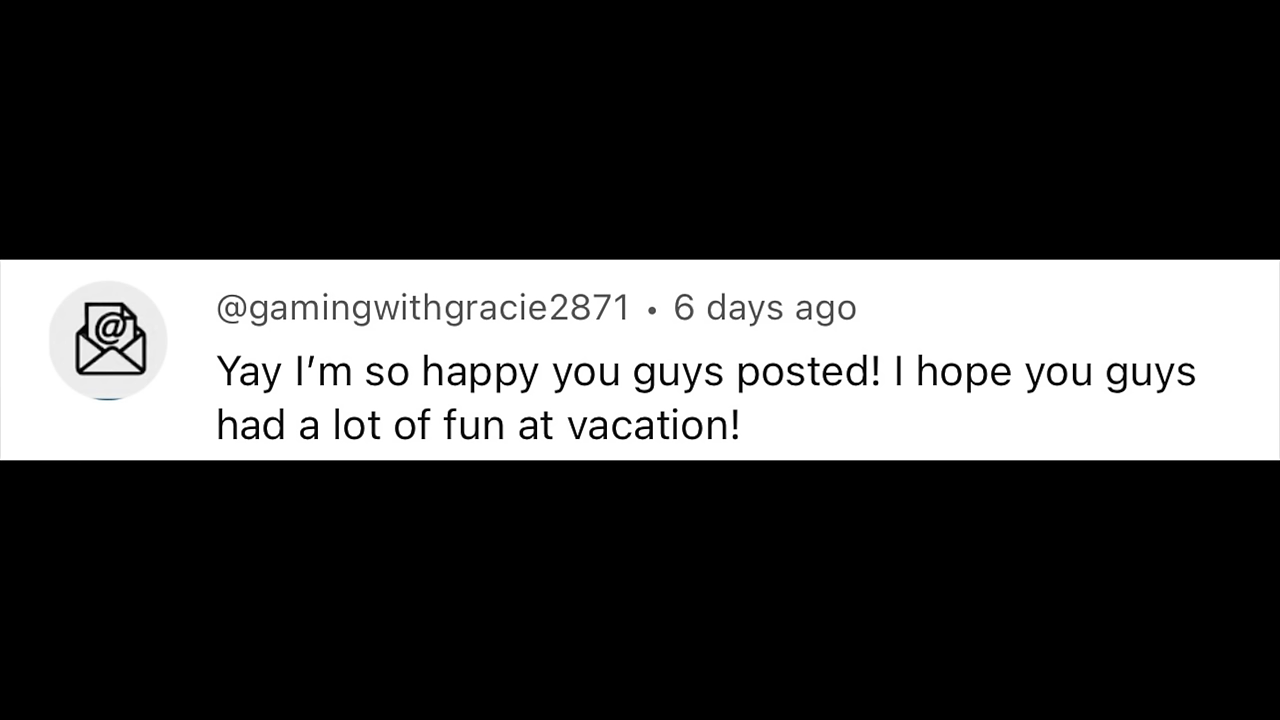 @gamingwithgracie2871 • 6 days ago
Yay I’m so happy you guys posted! I hope you guys
had a lot of fun at vacation!